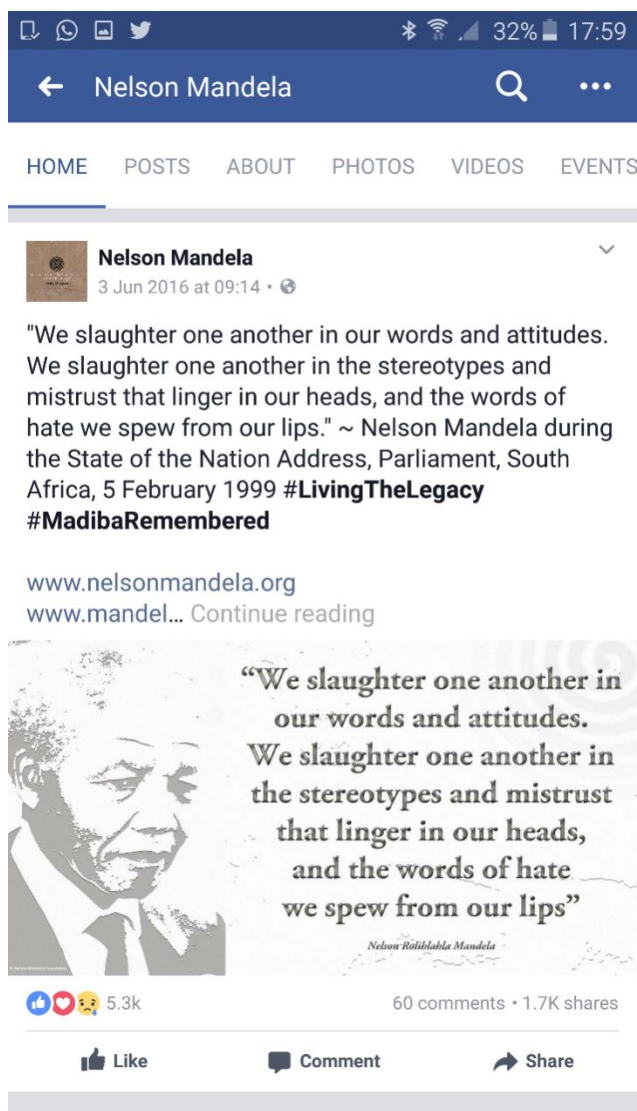 32% 17:59
Nelson Mandela
HOME POSTS ABOUT PHOTOS VIDEOS EVENTS
Nelson Mandela
3 Jun 2016 at 09:14 •
"We slaughter one another in our words and attitudes.
We slaughter one another in the stereotypes and
mistrust that linger in our heads, and the words of
hate we spew from our lips." ~ Nelson Mandela during
the State of the Nation Address, Parliament, South
Africa, 5 February 1999 #LivingTheLegacy
#MadibaRemembered
www.nelsonmandela.org
www.mandel... Continue reading
“We slaughter one another in
our words and attitudes.
We slaughter one another in
the stereotypes and mistrust
that linger in our heads,
and the words of hate
we spew from our lips”
Nelson Rolihlahla Mandela
5.3k 60 comments • 1.7K shares
Like Comment Share